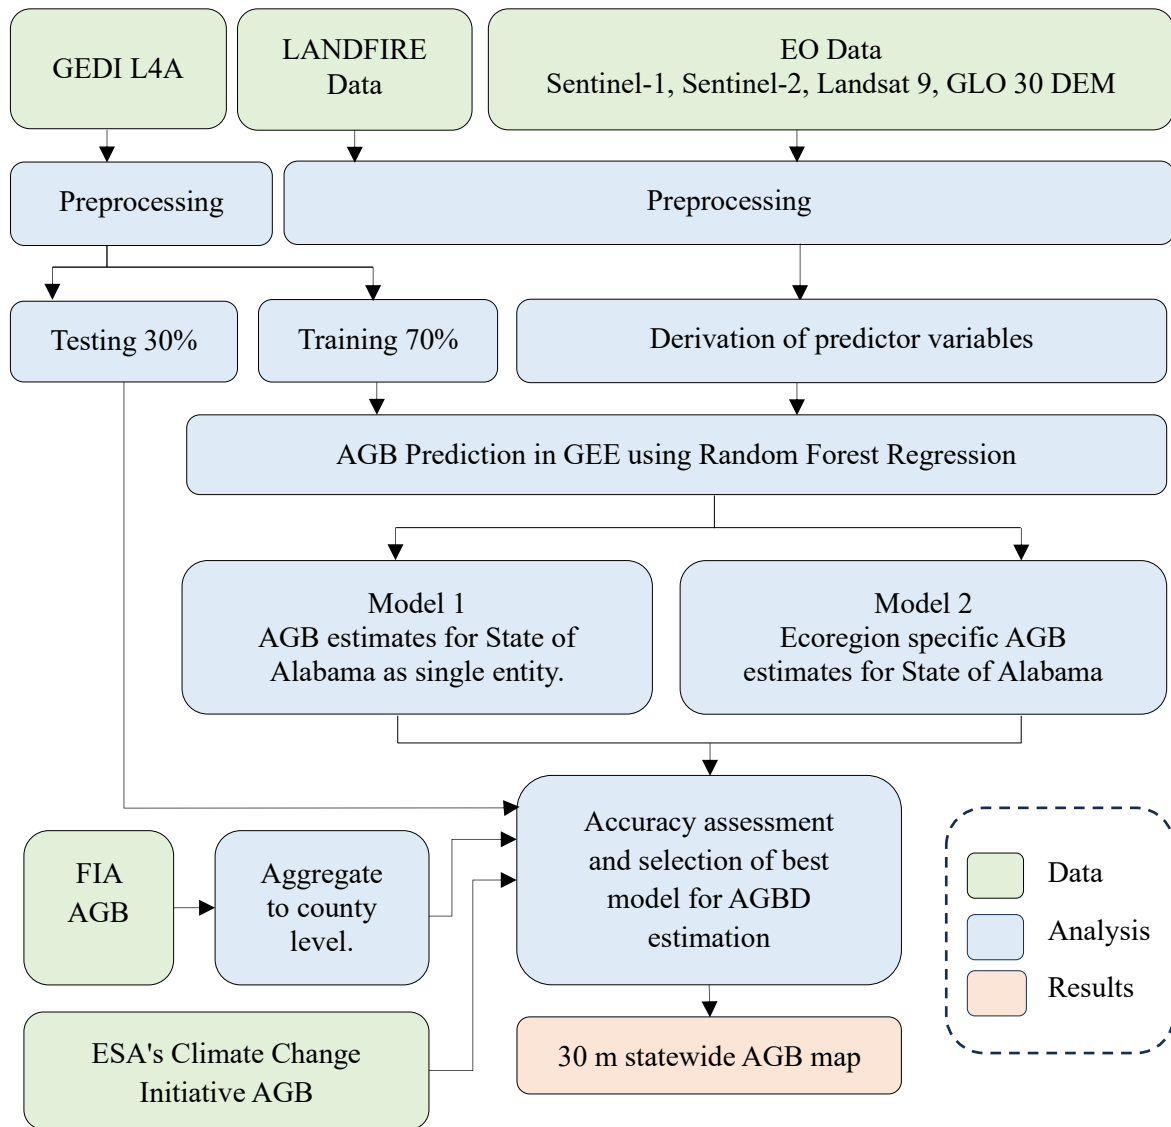 GEDI L4A
LANDFIRE
Data
EO Data
Sentinel-1, Sentinel-2, Landsat 9, GLO 30 DEM
Preprocessing
Preprocessing
Testing 30%
Training 70%
Derivation of predictor variables
AGB Prediction in GEE using Random Forest Regression
Model 1
AGB estimates for State of
Alabama as single entity.
Model 2
Ecoregion specific AGB
estimates for State of Alabama
Accuracy assessment
and selection of best
model for AGBD
estimation
FIA
AGB
Aggregate
to county
level.
ESA's Climate Change
Initiative AGB
30 m statewide AGB map
Data
Analysis
Results